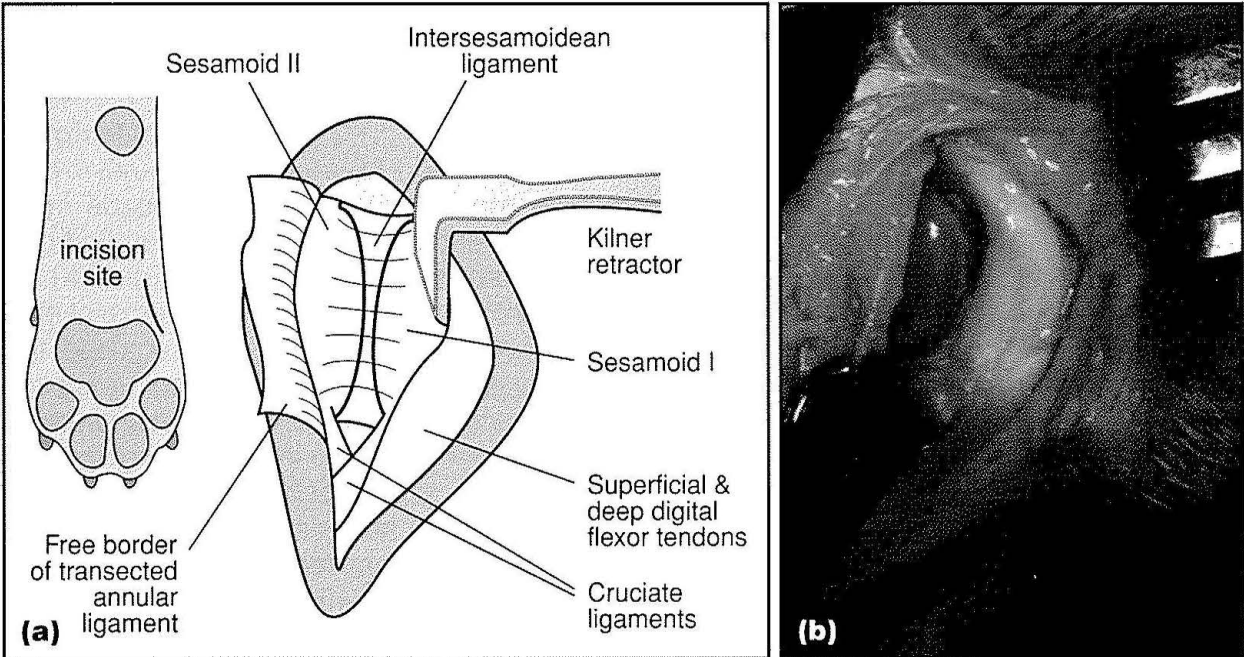 Sesamoid II
Intersesamoidean
ligament
incision
site
Kilner
retractor
Sesamoid I
Superficial &
deep digital
flexor tendons
Cruciate
ligaments
Free border
of transected
annular
ligament
(a)
(b)